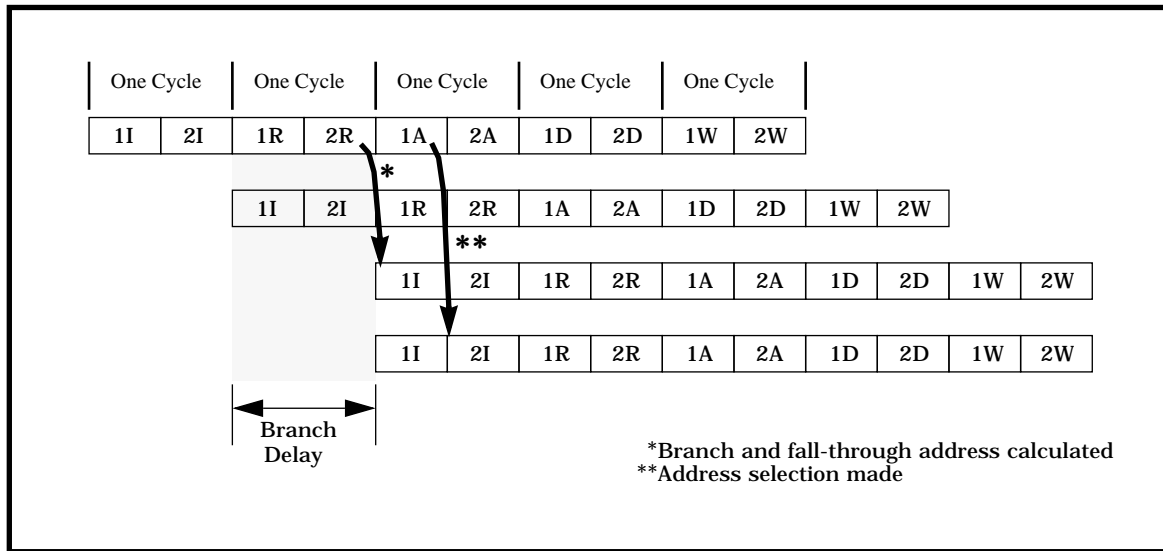 One Cycle One Cycle One Cycle One Cycle One Cycle
1I 2I 1R 2R 1A 2A 1D 2D 1W 2W
*
1I 2I 1R 2R 1A 2A 1D 2D 1W 2W
**
1I 2I 1R 2R 1A 2A 1D 2D 1W 2W
1I 2I 1R 2R 1A 2A 1D 2D 1W 2W
Branch
Delay
*Branch and fall-through address calculated
**Address selection made